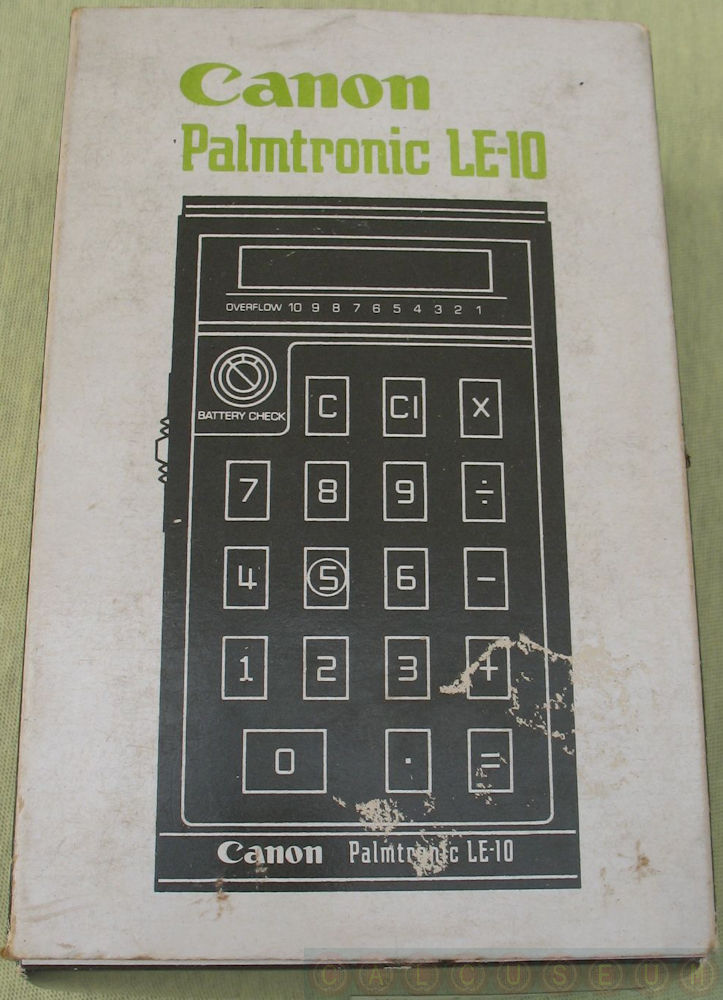 Canon
Palmtronic LE-10
OVERFLOW 10 9 8 7 6 5 4 3 2 1
BATTERY CHECK
C CI X
7 8 9 ÷
4 5 6 −
1 2 3 +
0 . =
Canon Palmtronic LE-10
CALCUSEUM